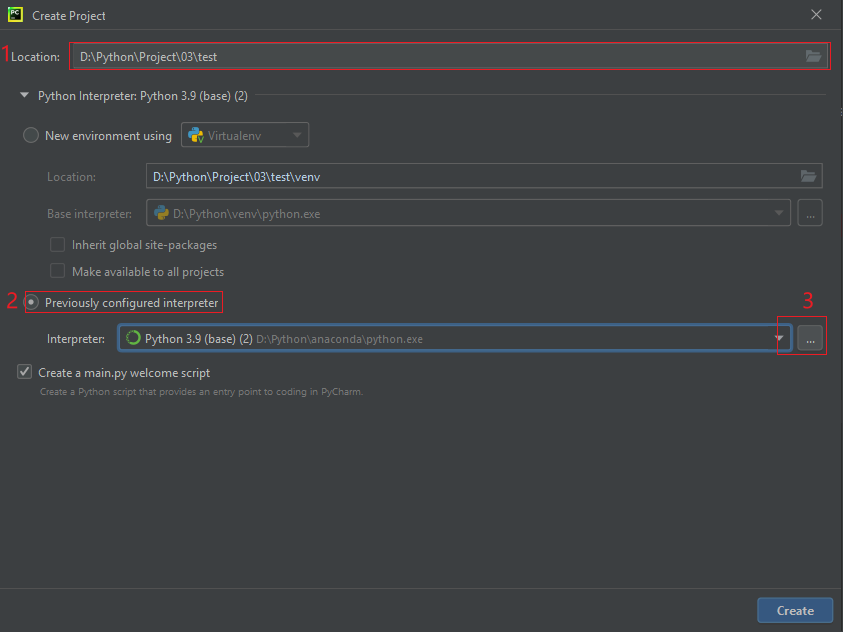 PC
Create Project
1 Location: D:\Python\Project\03\test
Python Interpreter: Python 3.9 (base) (2)
New environment using Virtualenv
Location: D:\Python\Project\03\test\venv
Base interpreter: D:\Python\venv\python.exe ...
Inherit global site-packages
Make available to all projects
2 Previously configured interpreter 3
Interpreter: Python 3.9 (base) (2) D:\Python\anaconda\python.exe ...
Create a main.py welcome script
Create a Python script that provides an entry point to coding in PyCharm.
Create